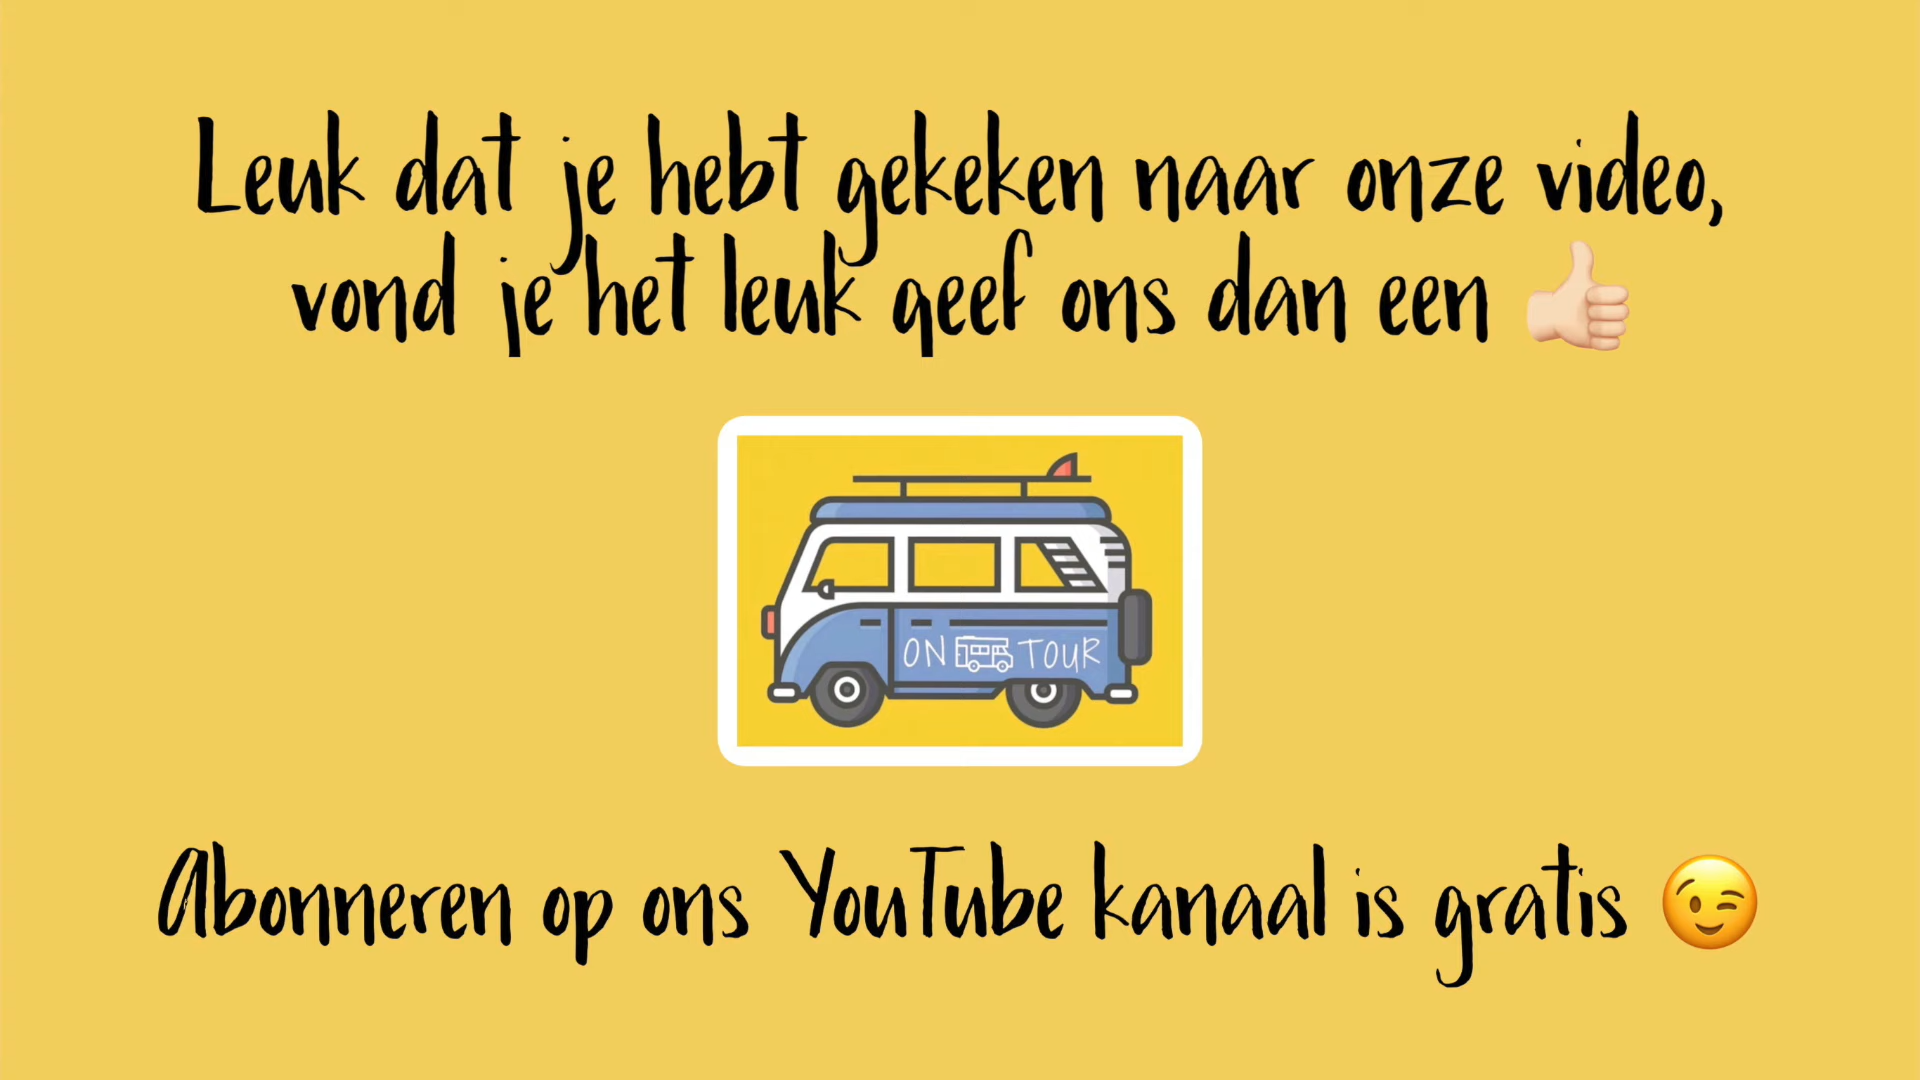 Leuk dat je hebt gekeken naar onze video,
vond je het leuk geef ons dan een 👍🏻
ON TOUR
Abonneren op ons YouTube kanaal is gratis 😉